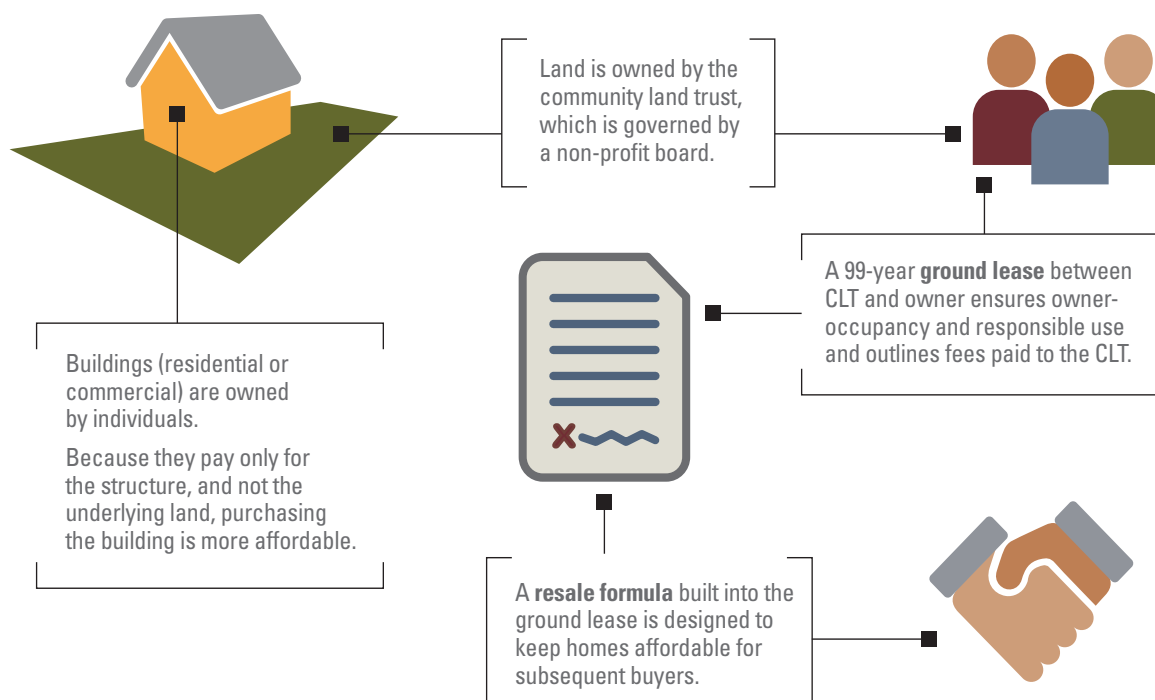 Land is owned by the
community land trust,
which is governed by
a non-profit board.
A 99-year ground lease between
CLT and owner ensures owner-
occupancy and responsible use
and outlines fees paid to the CLT.
Buildings (residential or
commercial) are owned
by individuals.
Because they pay only for
the structure, and not the
underlying land, purchasing
the building is more affordable.
A resale formula built into the
ground lease is designed to
keep homes affordable for
subsequent buyers.